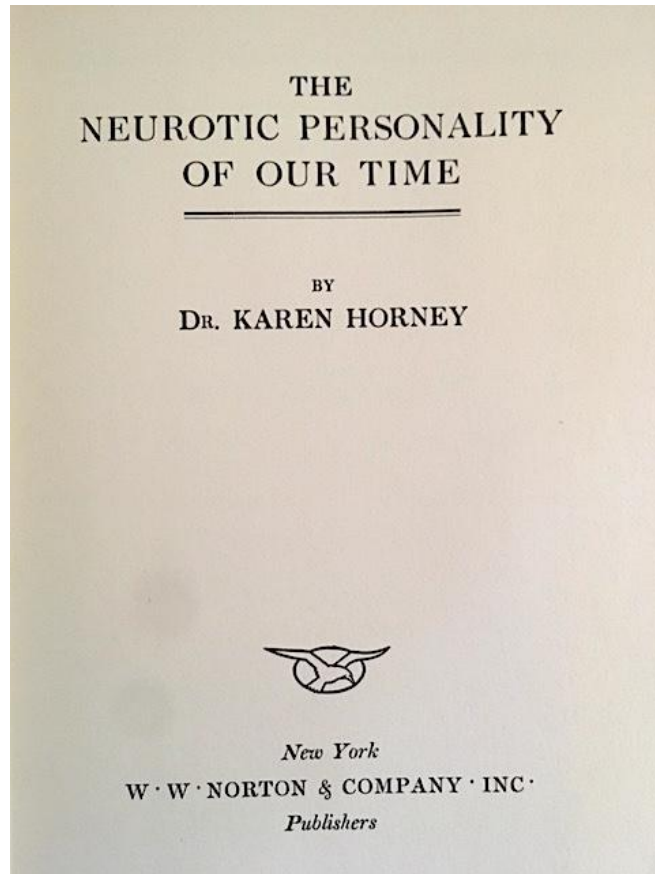 THE
NEUROTIC PERSONALITY
OF OUR TIME
BY
DR. KAREN HORNEY
New York
W · W · NORTON & COMPANY · INC ·
Publishers